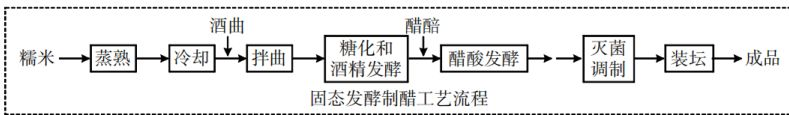 酒曲
醋醅
糯米
蒸熟
冷却
拌曲
糖化和
酒精发酵
醋酸发酵
灭菌
调制
装坛
成品
固态发酵制醋工艺流程